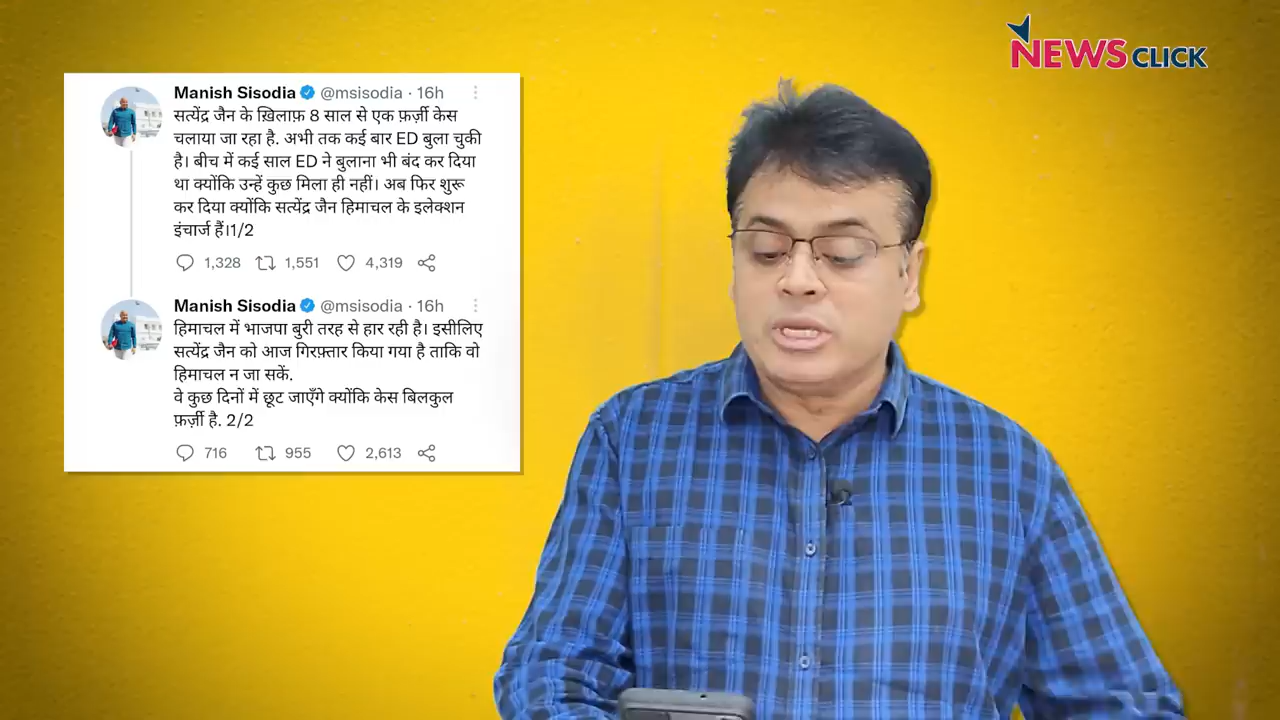 NEWSCLICK
Manish Sisodia @msisodia · 16h
सत्येंद्र जैन के ख़िलाफ़ 8 साल से एक फ़र्ज़ी केस
चलाया जा रहा है. अभी तक कई बार ED बुला चुकी
है। बीच में कई साल ED ने बुलाना भी बंद कर दिया
था क्योंकि उन्हें कुछ मिला ही नहीं। अब फिर शुरू
कर दिया क्योंकि सत्येंद्र जैन हिमाचल के इलेक्शन
इंचार्ज हैं।1/2
1,328 1,551 4,319
Manish Sisodia @msisodia · 16h
हिमाचल में भाजपा बुरी तरह से हार रही है। इसीलिए
सत्येंद्र जैन को आज गिरफ़्तार किया गया है ताकि वो
हिमाचल न जा सकें.
वे कुछ दिनों में छूट जाएँगे क्योंकि केस बिलकुल
फ़र्ज़ी है. 2/2
716 955 2,613